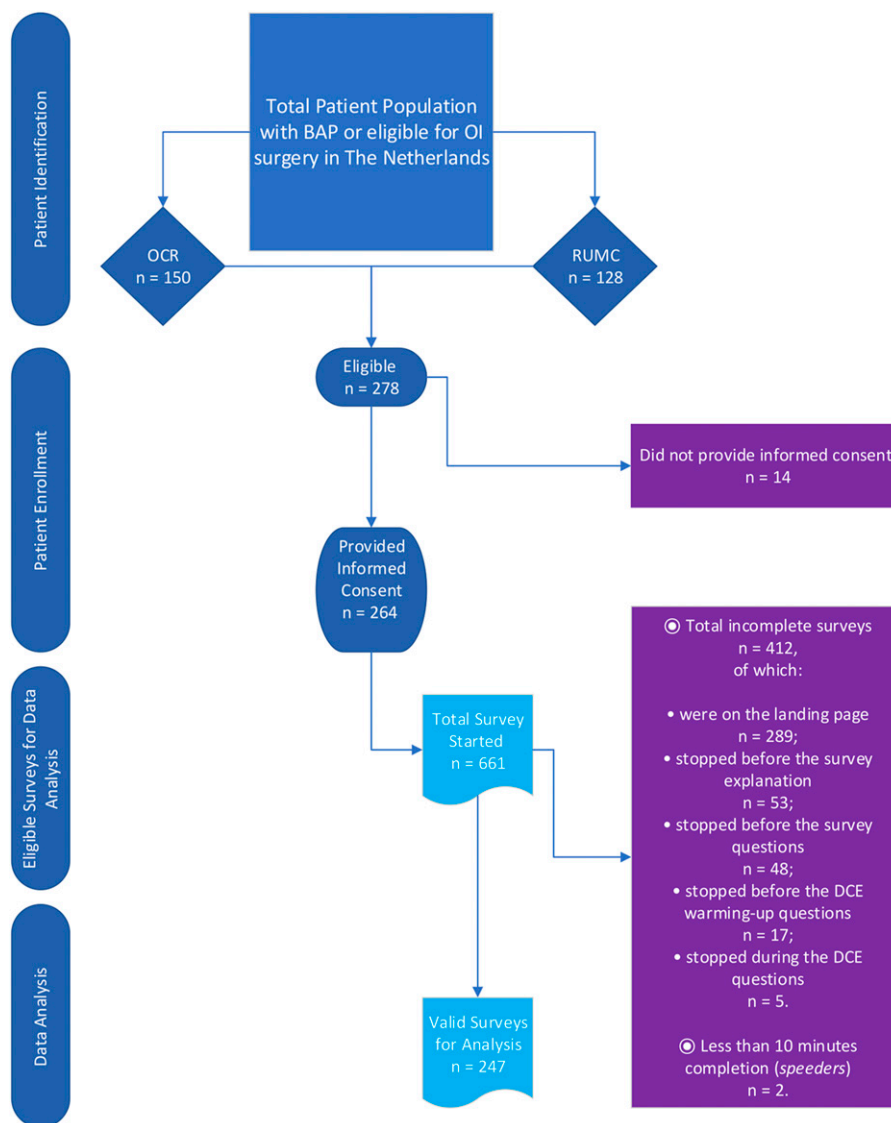 Patient Identification
Total Patient Population
with BAP or eligible for OI
surgery in The Netherlands
OCR
n = 150
RUMC
n = 128
Patient Enrollment
Eligible
n = 278
Did not provide informed consent
n = 14
Provided
Informed
Consent
n = 264
Eligible Surveys for Data
Analysis
Total Survey
Started
n = 661
◉ Total incomplete surveys
n = 412,
of which:
• were on the landing page
n = 289;
• stopped before the survey
explanation
n = 53;
• stopped before the survey
questions
n = 48;
• stopped before the DCE
warming-up questions
n = 17;
• stopped during the DCE
questions
n = 5.
◉ Less than 10 minutes
completion (speeders)
n = 2.
Data Analysis
Valid Surveys
for Analysis
n = 247